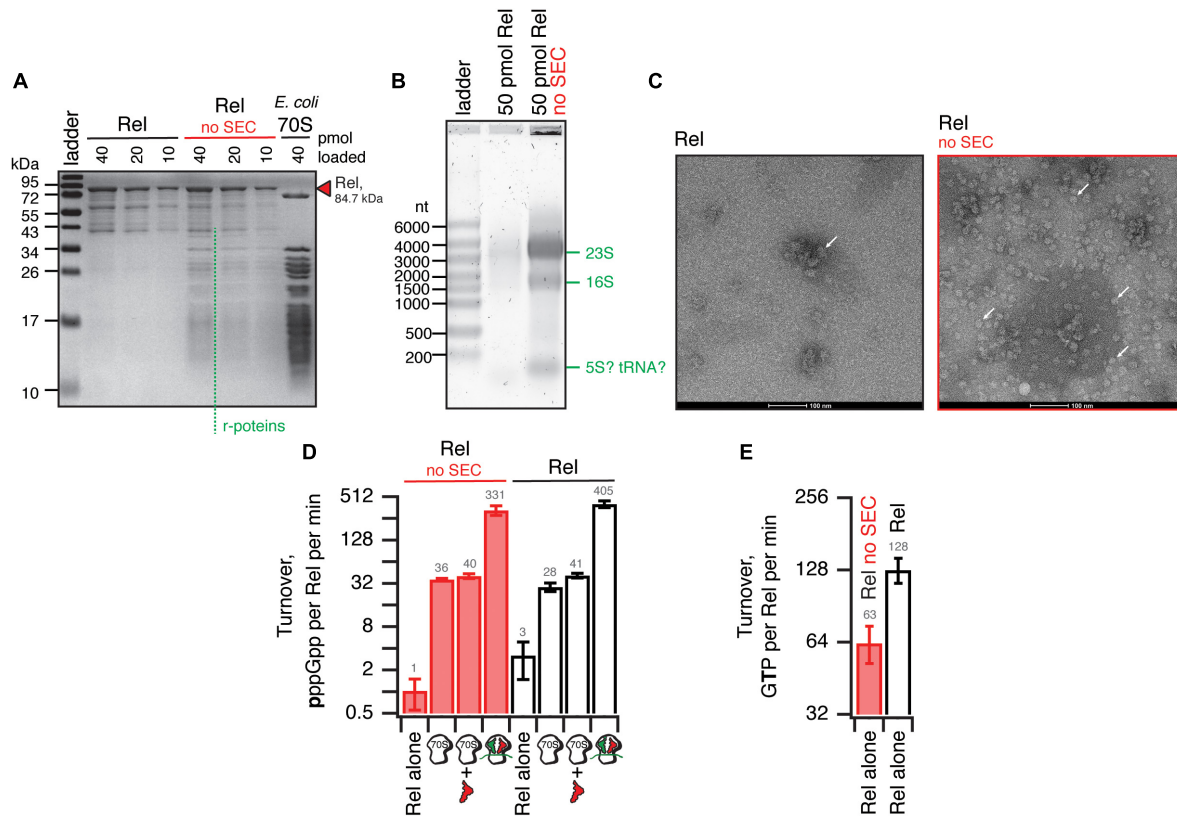 A
ladder
Rel
Rel
no SEC
E. coli
70S
40 20 10 40 20 10 40
pmol
loaded
kDa
95
72
55
43
34
26
17
10
Rel,
84.7 kDa
r-poteins
B
ladder
50 pmol Rel
50 pmol Rel
no SEC
nt
6000
4000
3000
2000
1500
1000
500
200
23S
16S
5S? tRNA?
C
Rel
100 nm
Rel
no SEC
100 nm
D
Rel
no SEC
Rel
Turnover,
pppGpp per Rel per min
512
128
32
8
2
0.5
1
36
40
331
3
28
41
405
Rel alone
70S
70S
+
Rel alone
70S
70S
+
E
Turnover,
GTP per Rel per min
256
128
64
32
Rel no SEC
Rel
63
128
Rel alone
Rel alone